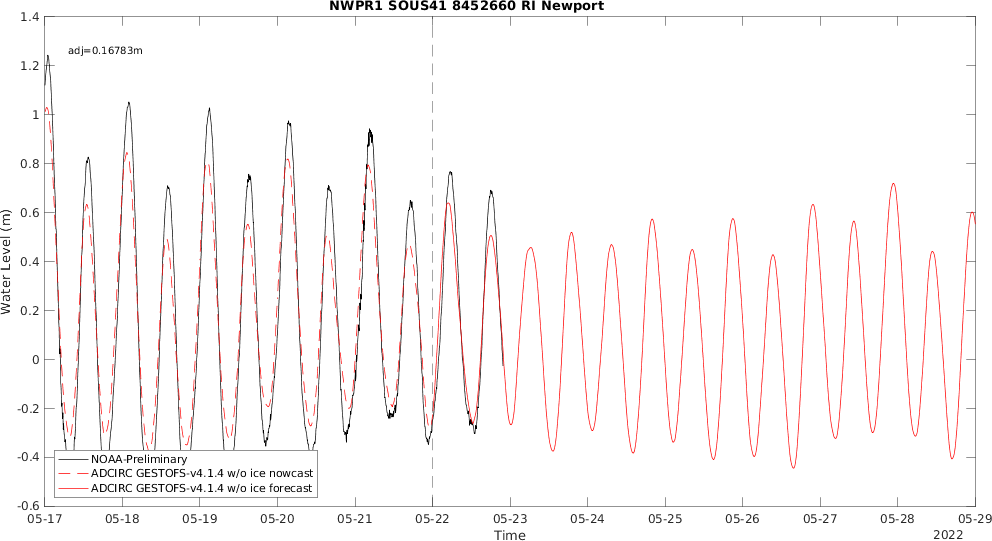 NWPR1 SOUS41 8452660 RI Newport
adj=0.16783m
Water Level (m)
1.4
1.2
1
0.8
0.6
0.4
0.2
0
-0.2
-0.4
-0.6
NOAA-Preliminary
ADCIRC GESTOFS-v4.1.4 w/o ice nowcast
ADCIRC GESTOFS-v4.1.4 w/o ice forecast
05-17 05-18 05-19 05-20 05-21 05-22 05-23 05-24 05-25 05-26 05-27 05-28 05-29
Time
2022